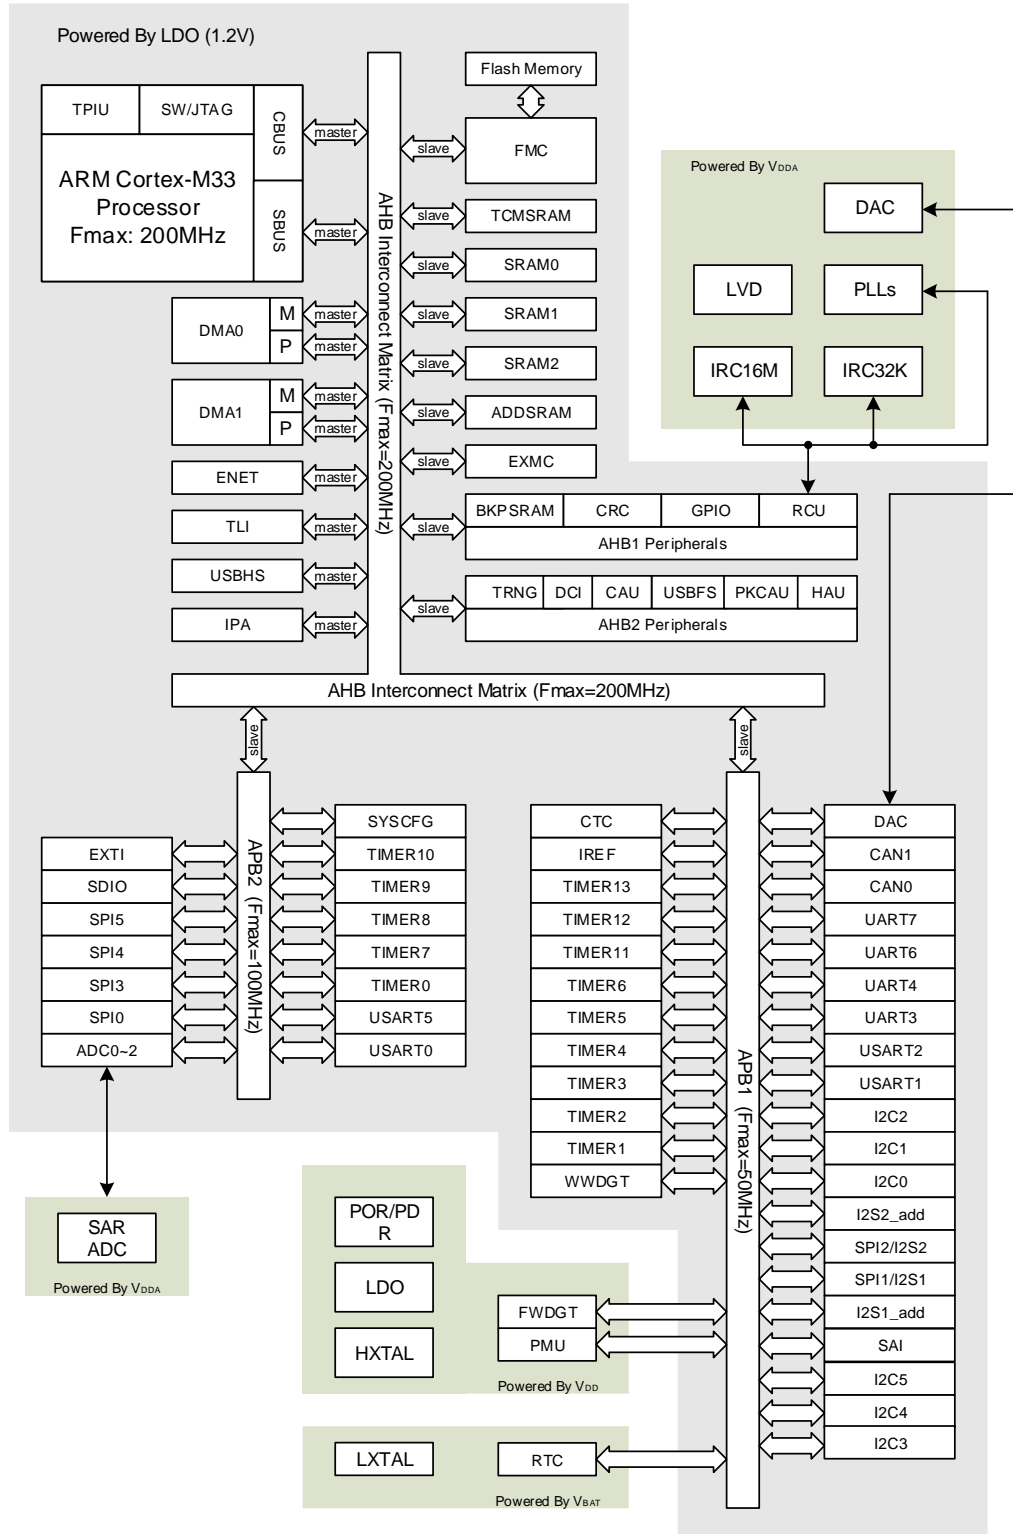 Powered By LDO (1.2V)
TPIU
SW/JTAG
CBUS
ARM Cortex-M33
Processor
Fmax: 200MHz
SBUS
master
master
DMA0
M
P
master
master
DMA1
M
P
master
master
ENET
master
TLI
master
USBHS
master
IPA
master
AHB Interconnect Matrix (Fmax=200MHz)
Flash Memory
slave
FMC
slave
TCMSRAM
slave
SRAM0
slave
SRAM1
slave
SRAM2
slave
ADDSRAM
slave
EXMC
slave
BKPSRAM
CRC
GPIO
RCU
AHB1 Peripherals
slave
TRNG
DCI
CAU
USBFS
PKCAU
HAU
AHB2 Peripherals
Powered By VDDA
DAC
LVD
PLLs
IRC16M
IRC32K
AHB Interconnect Matrix (Fmax=200MHz)
slave
slave
EXTI
SDIO
SPI5
SPI4
SPI3
SPI0
ADC0~2
APB2 (Fmax=100MHz)
SYSCFG
TIMER10
TIMER9
TIMER8
TIMER7
TIMER0
USART5
USART0
CTC
IREF
TIMER13
TIMER12
TIMER11
TIMER6
TIMER5
TIMER4
TIMER3
TIMER2
TIMER1
WWDGT
APB1 (Fmax=50MHz)
DAC
CAN1
CAN0
UART7
UART6
UART4
UART3
USART2
USART1
I2C2
I2C1
I2C0
I2S2_add
SPI2/I2S2
SPI1/I2S1
I2S1_add
SAI
I2C5
I2C4
I2C3
SAR
ADC
Powered By VDDA
POR/PD
R
LDO
HXTAL
FWDGT
PMU
Powered By VDD
LXTAL
RTC
Powered By VBAT